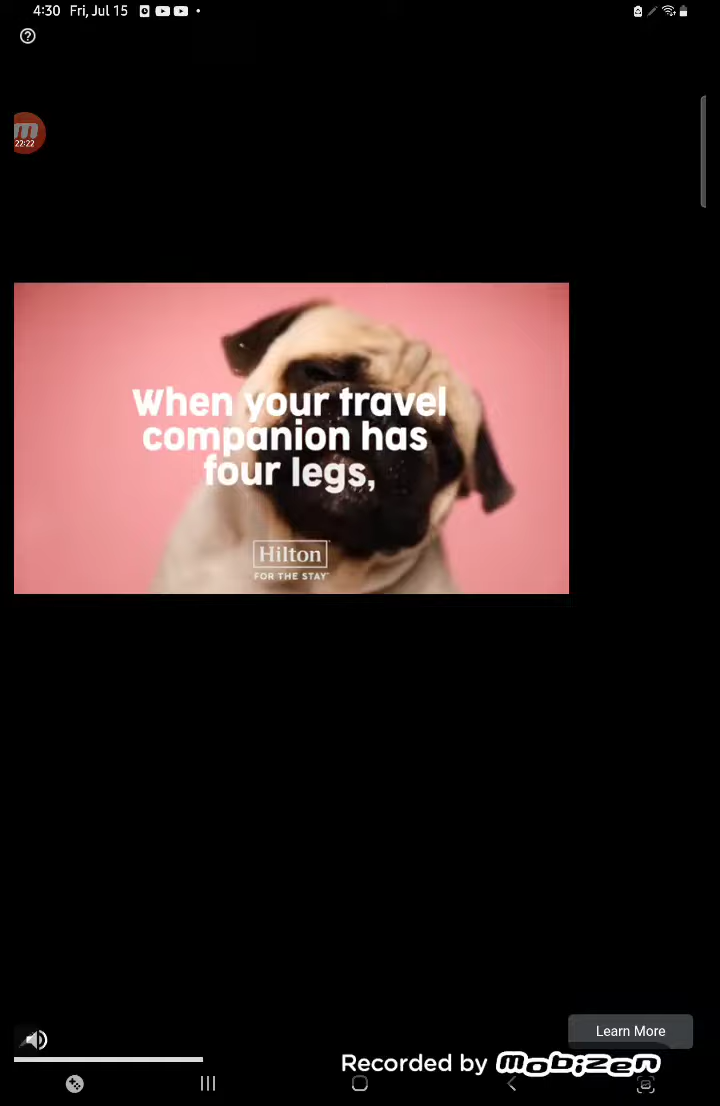 4:30 Fri, Jul 15
m
22:22
When your travel
companion has
four legs,
Hilton
FOR THE STAY
Learn More
Recorded by mobizen